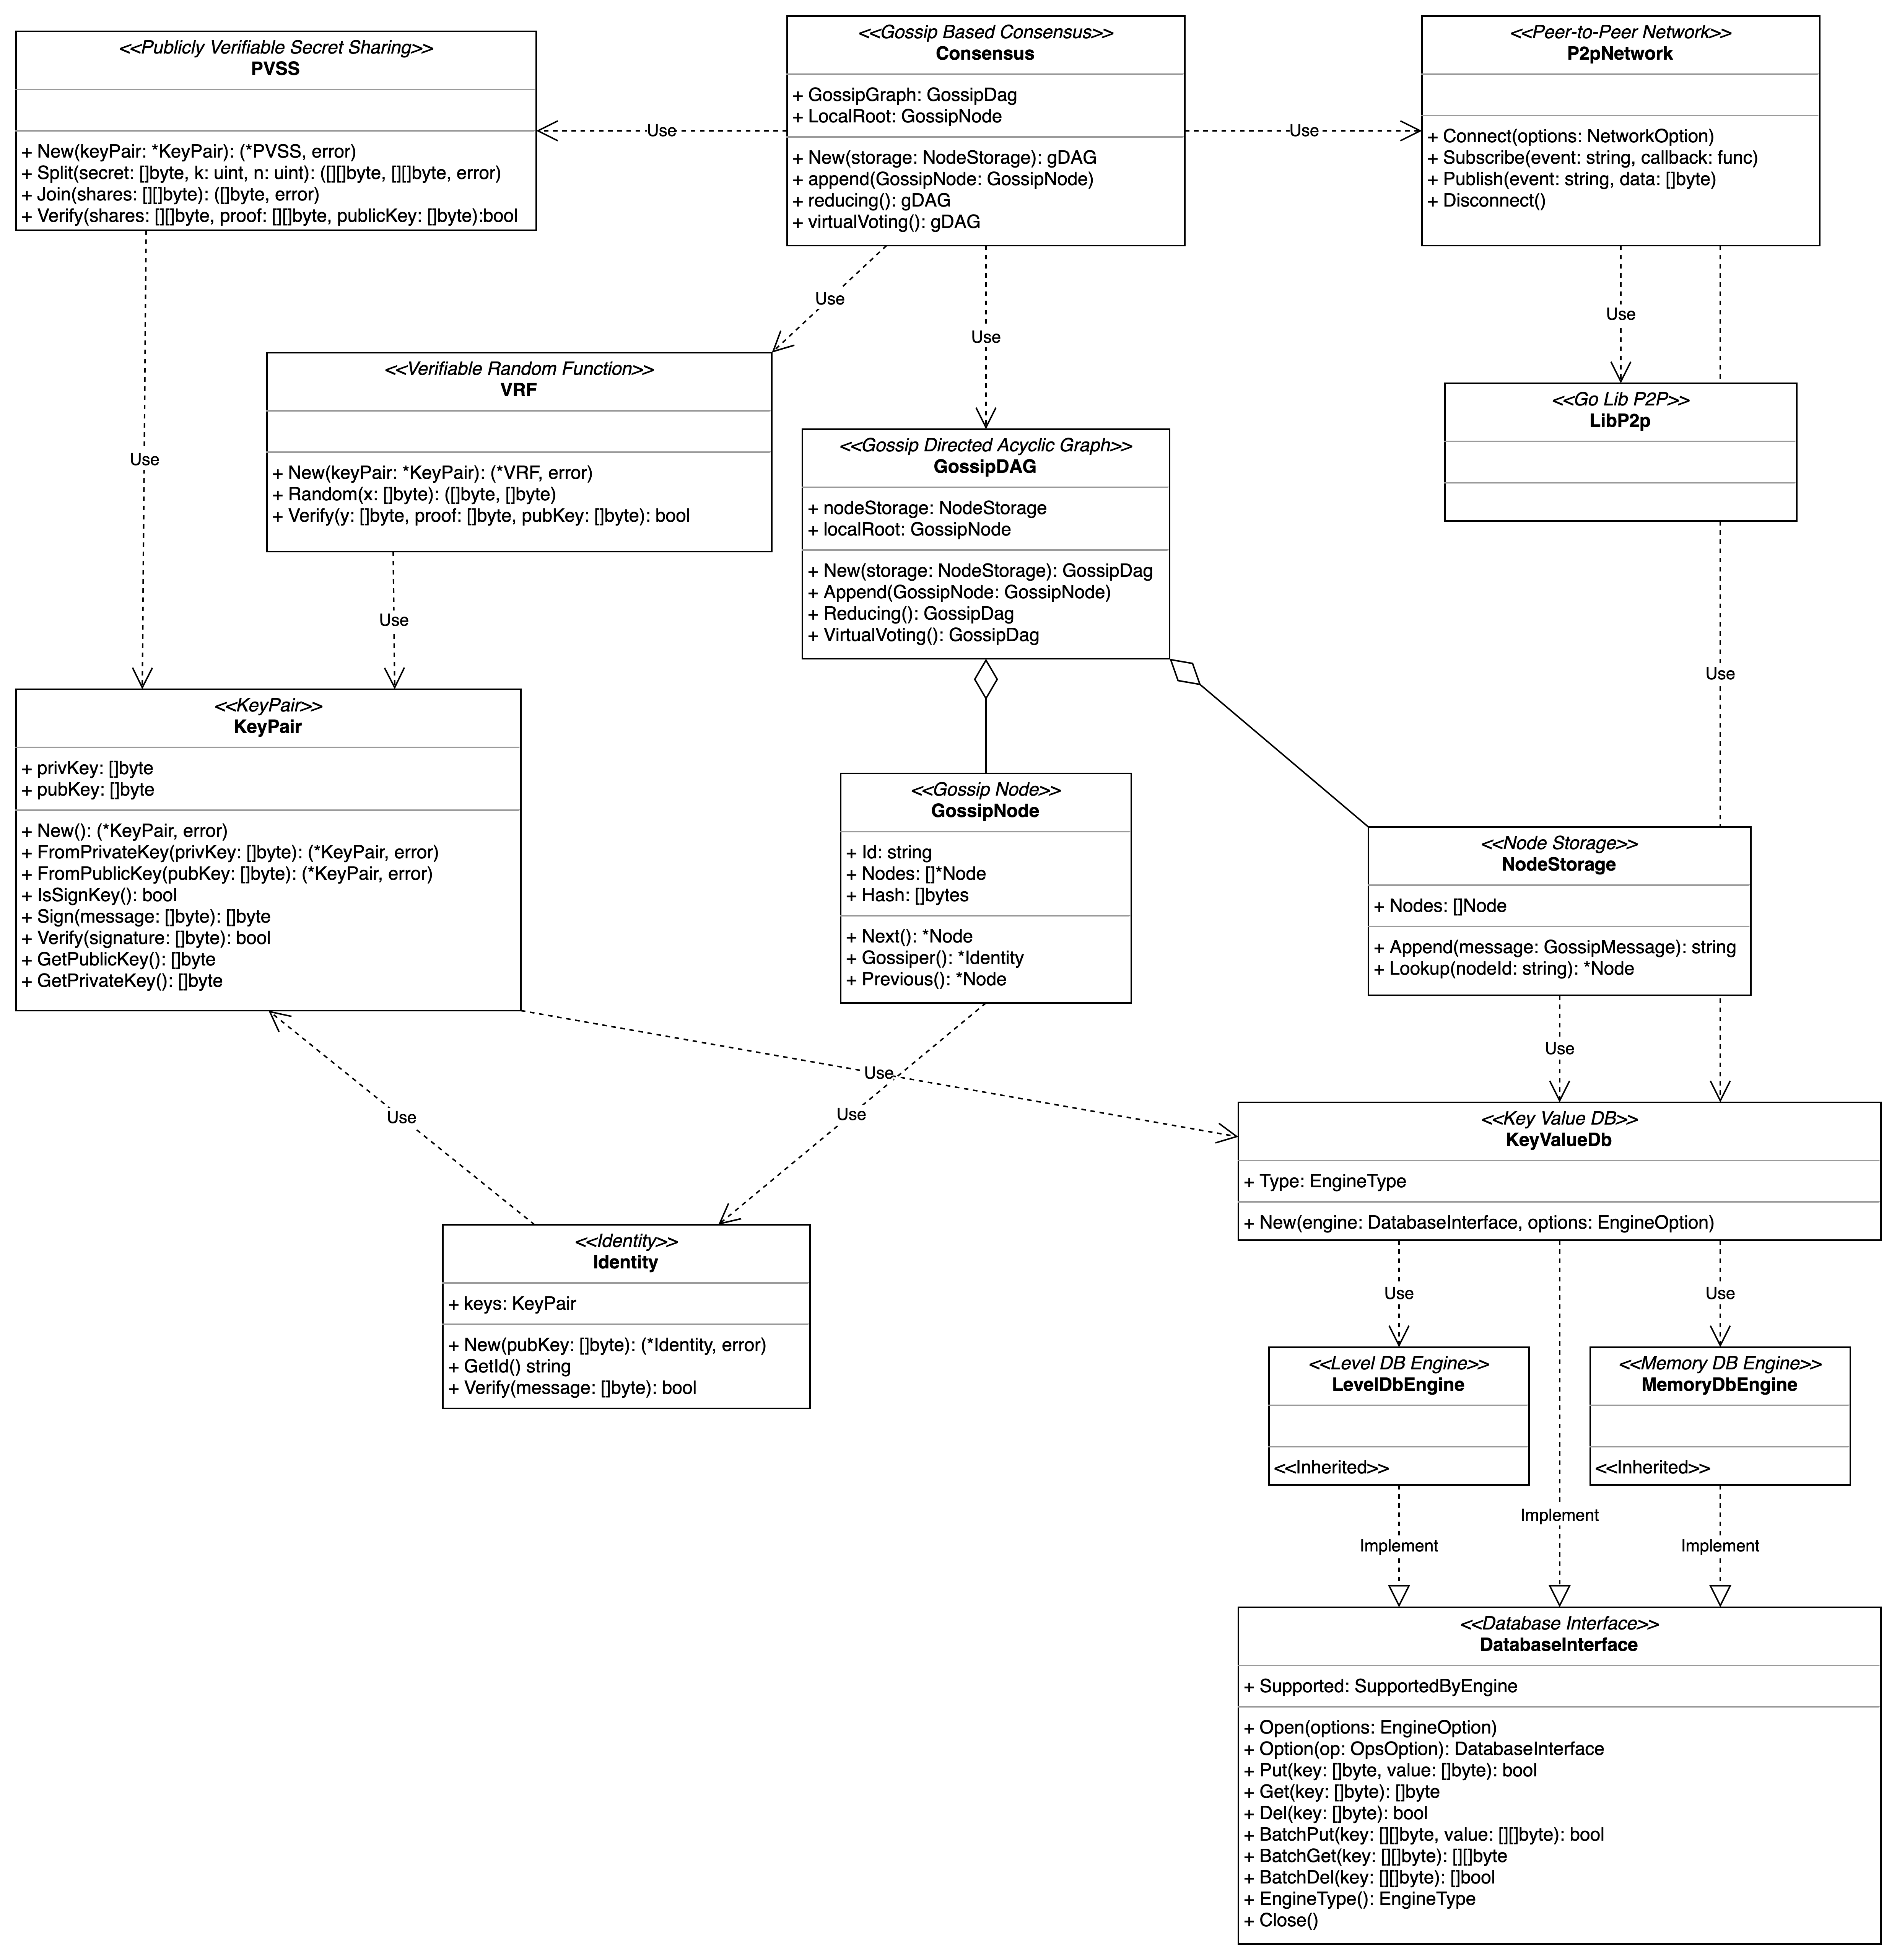 <<Publicly Verifiable Secret Sharing>>
PVSS
+ New(keyPair: *KeyPair): (*PVSS, error)
+ Split(secret: []byte, k: uint, n: uint): ([][]byte, [][]byte, error)
+ Join(shares: [][]byte): ([]byte, error)
+ Verify(shares: [][]byte, proof: [][]byte, publicKey: []byte):bool
Use
<<Gossip Based Consensus>>
Consensus
+ GossipGraph: GossipDag
+ LocalRoot: GossipNode
+ New(storage: NodeStorage): gDAG
+ append(GossipNode: GossipNode)
+ reducing(): gDAG
+ virtualVoting(): gDAG
Use
<<Peer-to-Peer Network>>
P2pNetwork
+ Connect(options: NetworkOption)
+ Subscribe(event: string, callback: func)
+ Publish(event: string, data: []byte)
+ Disconnect()
Use
Use
Use
<<Verifiable Random Function>>
VRF
+ New(keyPair: *KeyPair): (*VRF, error)
+ Random(x: []byte): ([]byte, []byte)
+ Verify(y: []byte, proof: []byte, pubKey: []byte): bool
<<Go Lib P2P>>
LibP2p
<<Gossip Directed Acyclic Graph>>
GossipDAG
+ nodeStorage: NodeStorage
+ localRoot: GossipNode
+ New(storage: NodeStorage): GossipDag
+ Append(GossipNode: GossipNode)
+ Reducing(): GossipDag
+ VirtualVoting(): GossipDag
Use
Use
Use
<<KeyPair>>
KeyPair
+ privKey: []byte
+ pubKey: []byte
+ New(): (*KeyPair, error)
+ FromPrivateKey(privKey: []byte): (*KeyPair, error)
+ FromPublicKey(pubKey: []byte): (*KeyPair, error)
+ IsSignKey(): bool
+ Sign(message: []byte): []byte
+ Verify(signature: []byte): bool
+ GetPublicKey(): []byte
+ GetPrivateKey(): []byte
<<Gossip Node>>
GossipNode
+ Id: string
+ Nodes: []*Node
+ Hash: []bytes
+ Next(): *Node
+ Gossiper(): *Identity
+ Previous(): *Node
<<Node Storage>>
NodeStorage
+ Nodes: []Node
+ Append(message: GossipMessage): string
+ Lookup(nodeId: string): *Node
Use
Use
Use
Use
<<Key Value DB>>
KeyValueDb
+ Type: EngineType
+ New(engine: DatabaseInterface, options: EngineOption)
<<Identity>>
Identity
+ keys: KeyPair
+ New(pubKey: []byte): (*Identity, error)
+ GetId() string
+ Verify(message: []byte): bool
Use
Use
<<Level DB Engine>>
LevelDbEngine
<<Inherited>>
<<Memory DB Engine>>
MemoryDbEngine
<<Inherited>>
Implement
Implement
Implement
<<Database Interface>>
DatabaseInterface
+ Supported: SupportedByEngine
+ Open(options: EngineOption)
+ Option(op: OpsOption): DatabaseInterface
+ Put(key: []byte, value: []byte): bool
+ Get(key: []byte): []byte
+ Del(key: []byte): bool
+ BatchPut(key: [][]byte, value: [][]byte): bool
+ BatchGet(key: [][]byte): [][]byte
+ BatchDel(key: [][]byte): []bool
+ EngineType(): EngineType
+ Close()